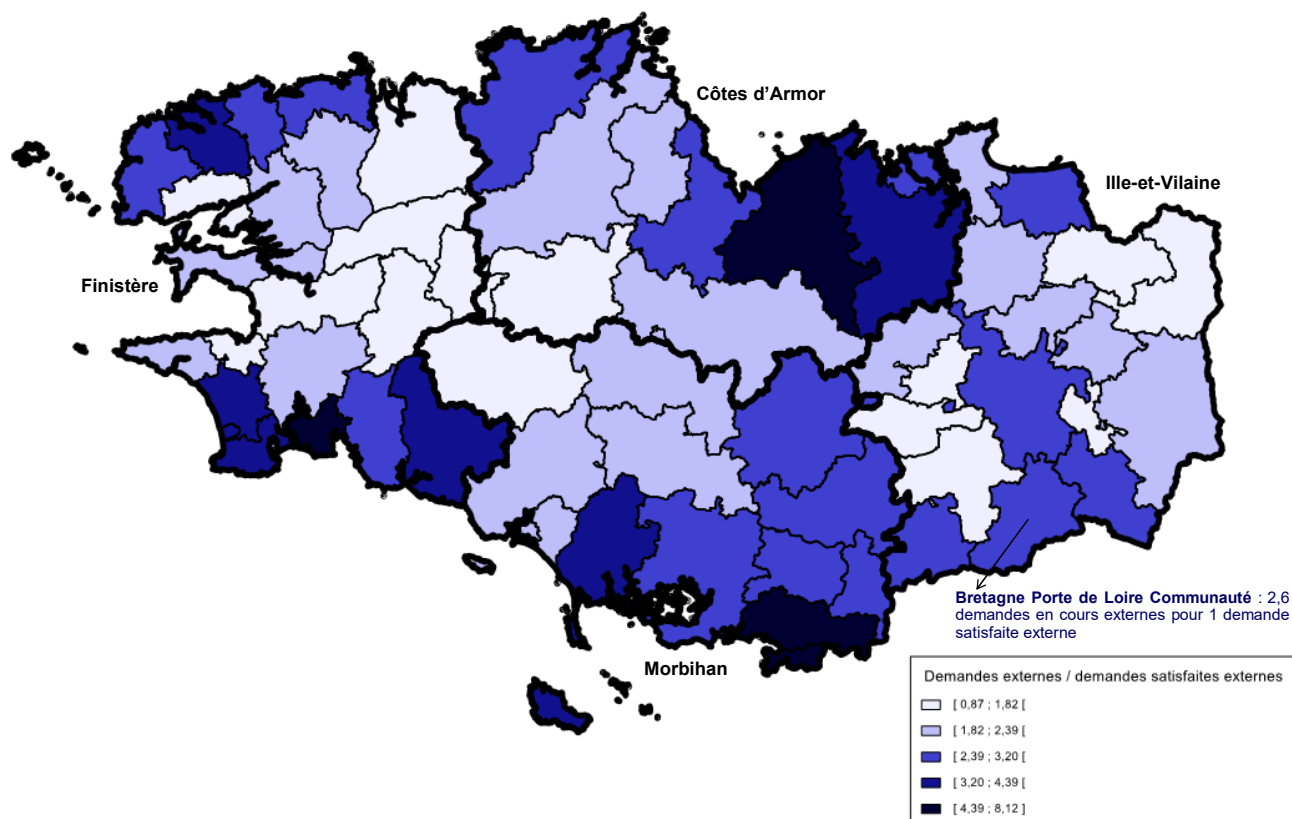 Côtes d’Armor
Ille-et-Vilaine
Finistère
Bretagne Porte de Loire Communauté : 2,6
demandes en cours externes pour 1 demande
satisfaite externe
Morbihan
Demandes externes / demandes satisfaites externes
[ 0,87 ; 1,82 [
[ 1,82 ; 2,39 [
[ 2,39 ; 3,20 [
[ 3,20 ; 4,39 [
[ 4,39 ; 8,12 ]